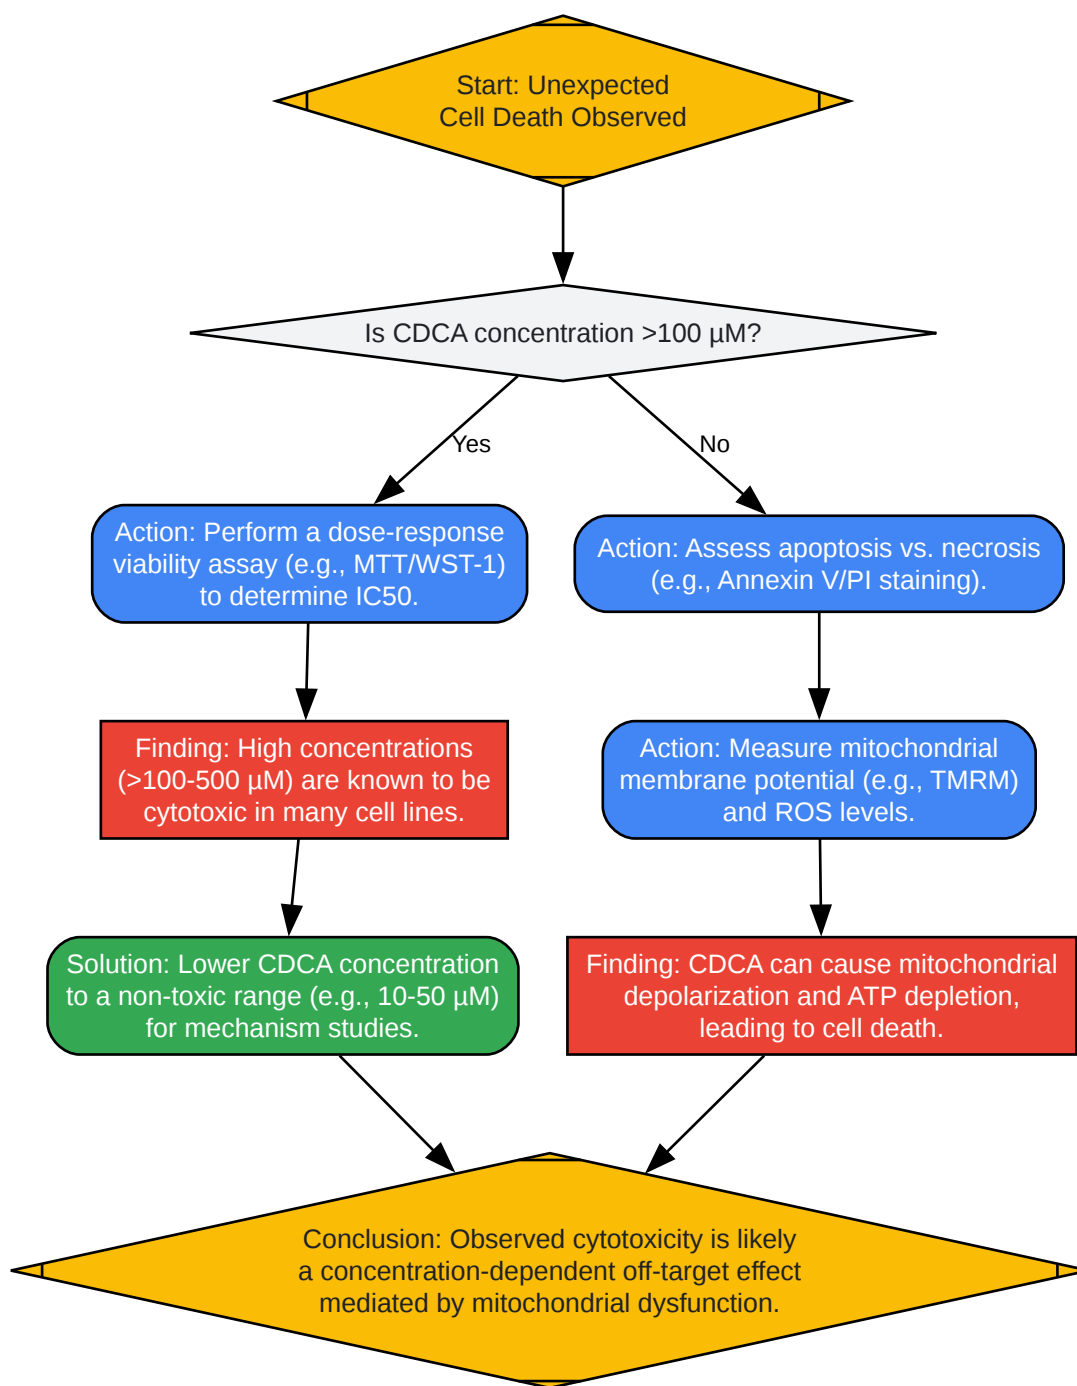 Start: Unexpected
Cell Death Observed
Is CDCA concentration >100 µM?
Yes
No
Action: Perform a dose-response
viability assay (e.g., MTT/WST-1)
to determine IC50.
Action: Assess apoptosis vs. necrosis
(e.g., Annexin V/PI staining).
Finding: High concentrations
(>100-500 µM) are known to be
cytotoxic in many cell lines.
Action: Measure mitochondrial
membrane potential (e.g., TMRM)
and ROS levels.
Solution: Lower CDCA concentration
to a non-toxic range (e.g., 10-50 µM)
for mechanism studies.
Finding: CDCA can cause mitochondrial
depolarization and ATP depletion,
leading to cell death.
Conclusion: Observed cytotoxicity is likely
a concentration-dependent off-target effect
mediated by mitochondrial dysfunction.